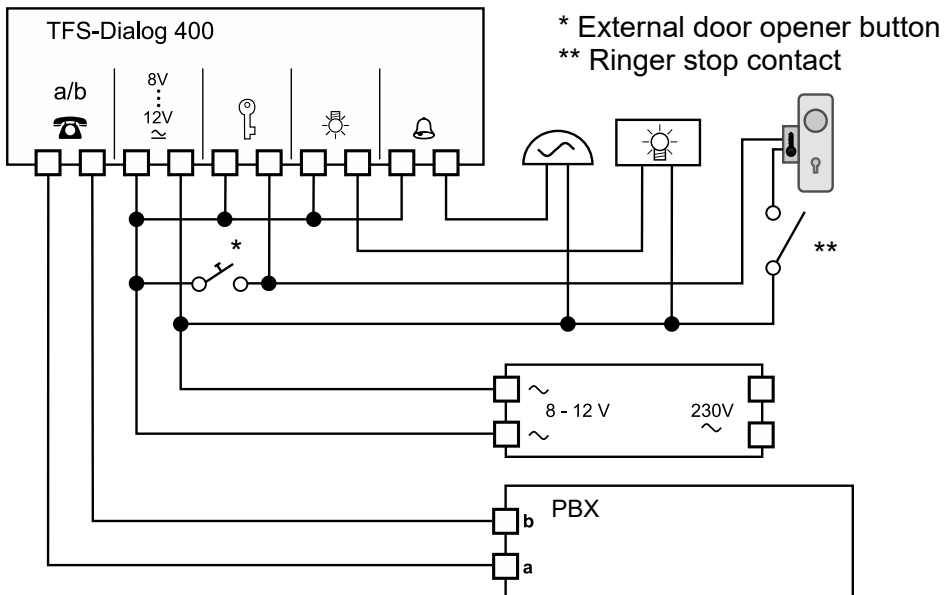 TFS-Dialog 400
* External door opener button
** Ringer stop contact
a/b
8V
12V
*
**
8 - 12 V
230V
PBX
b
a